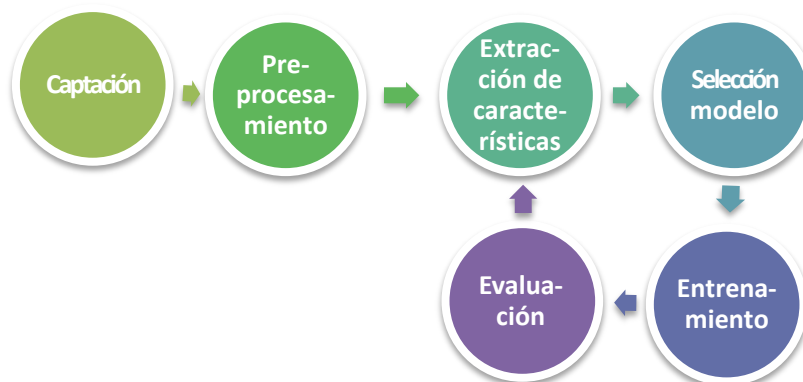 Captación
Pre-
procesa-
miento
Extrac-
ción de
caracte-
rísticas
Selección
modelo
Entrena-
miento
Evalua-
ción